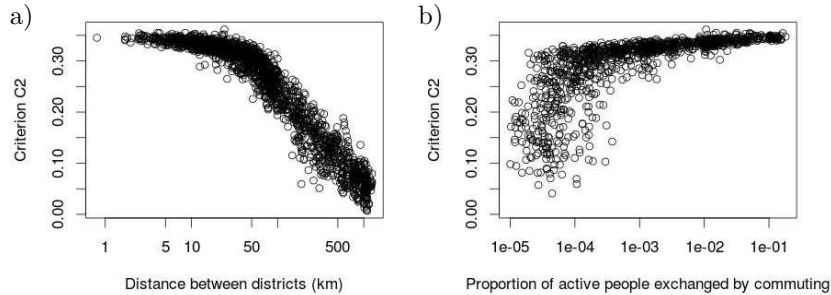 a)
Criterion C2
0.00 0.10 0.20 0.30
1 5 10 50 500
Distance between districts (km)
b)
Criterion C2
0.00 0.10 0.20 0.30
1e-05 1e-04 1e-03 1e-02 1e-01
Proportion of active people exchanged by commuting